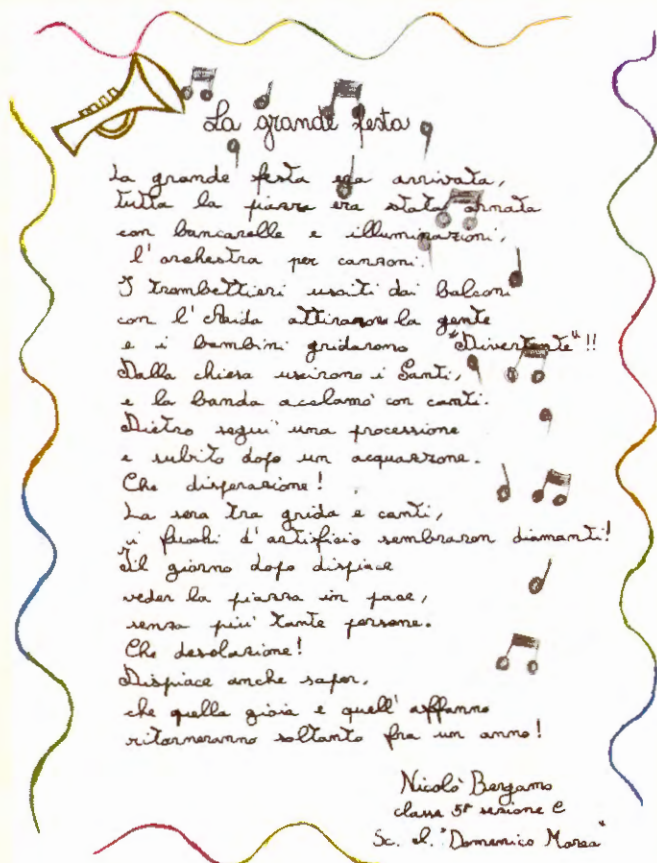 La grande festa
La grande festa era arrivata,
tutta la piazza era stata ornata
con bancarelle e illuminazioni,
l'orchestra per canzoni.
I trombettieri usciti dai balconi
con l'Aida attirarono la gente
e i bambini gridarono "Divertente"!!
Dalla chiesa uscirono i Santi,
e la banda acclamò con canti.
Dietro seguì una processione
e subito dopo un acquazzone.
Che disperazione!
La sera tra grida e canti,
i fuochi d'artificio sembraron diamanti!
Il giorno dopo dispiace
veder la piazza in pace,
senza più tante persone.
Che desolazione!
Dispiace anche saper,
che quella gioia e quell'affanno
ritorneranno soltanto fra un anno!
Nicolò Bergamo
classe 5ª sezione C
Sc. el. "Domenico Morea"